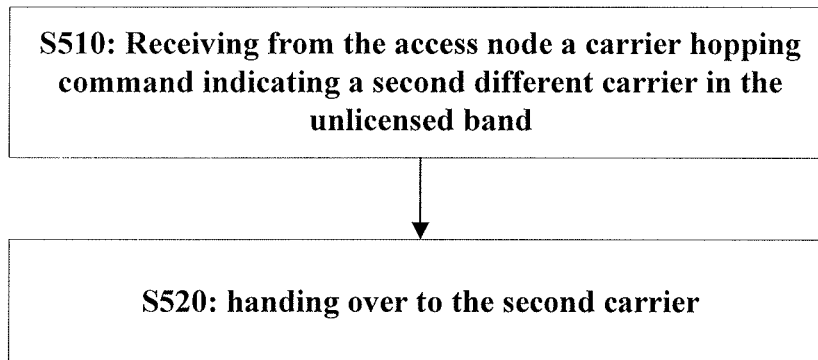 S510: Receiving from the access node a carrier hopping
command indicating a second different carrier in the
unlicensed band
S520: handing over to the second carrier